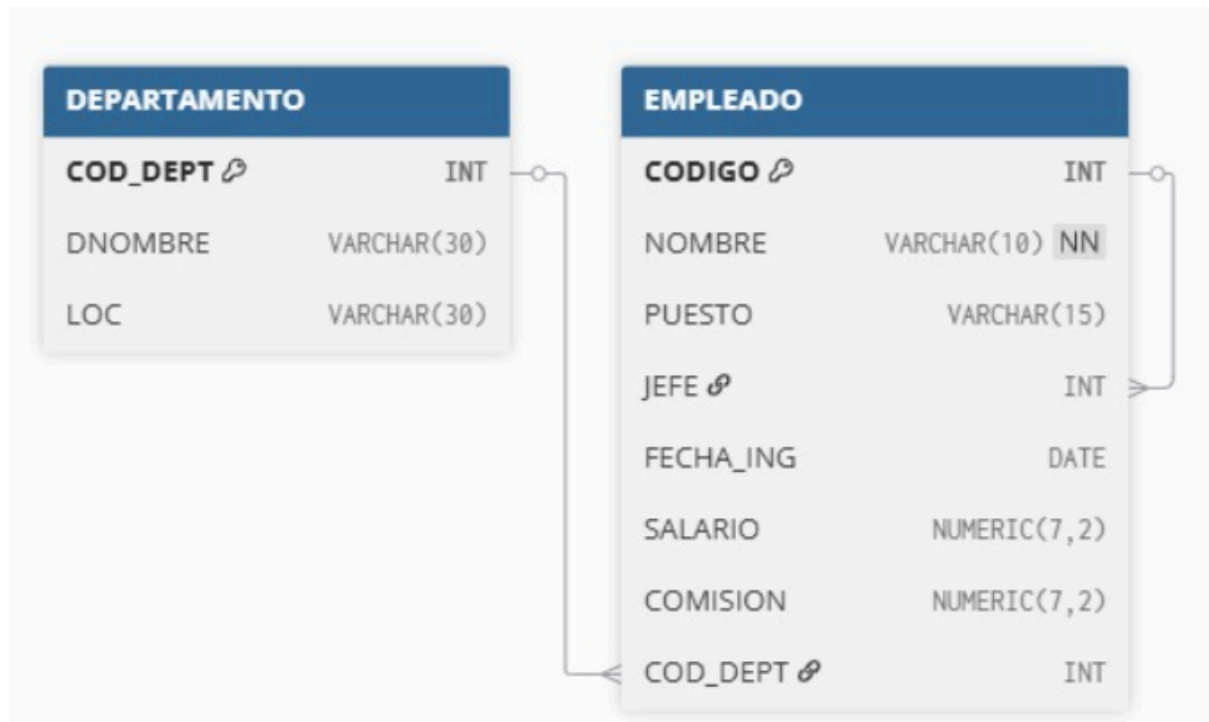 DEPARTAMENTO
COD_DEPT INT
DNOMBRE VARCHAR(30)
LOC VARCHAR(30)
EMPLEADO
CODIGO INT
NOMBRE VARCHAR(10) NN
PUESTO VARCHAR(15)
JEFE INT
FECHA_ING DATE
SALARIO NUMERIC(7,2)
COMISION NUMERIC(7,2)
COD_DEPT INT